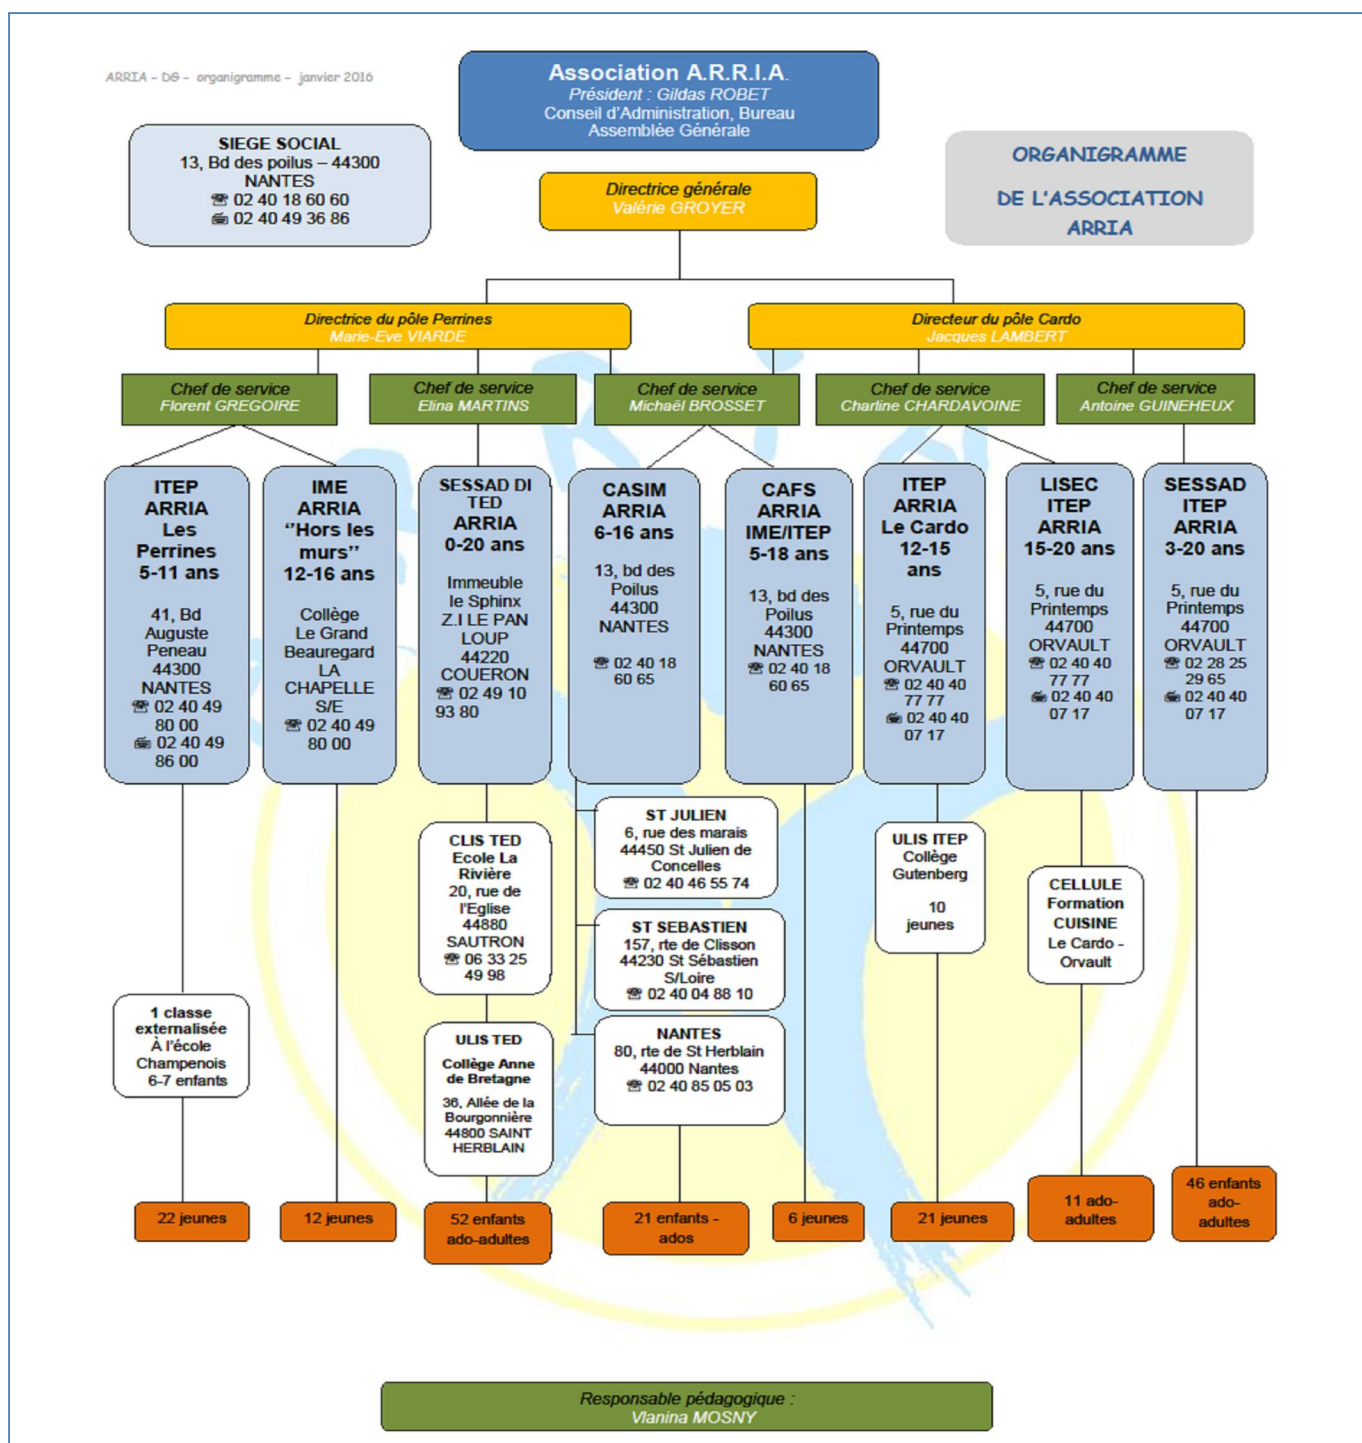 ARRIA - DG - organigramme - janvier 2016
Association A.R.R.I.A.
Président : Gildas ROBET
Conseil d'Administration, Bureau
Assemblée Générale
SIEGE SOCIAL
13, Bd des poilus – 44300
NANTES
☎ 02 40 18 60 60
📠 02 40 49 36 86
ORGANIGRAMME
DE L'ASSOCIATION
ARRIA
Directrice générale
Valérie GROYER
Directrice du pôle Perrines
Marie-Eve VIARDE
Directeur du pôle Cardo
Jacques LAMBERT
Chef de service
Florent GREGOIRE
Chef de service
Elina MARTINS
Chef de service
Michaël BROSSET
Chef de service
Charline CHARDAVOINE
Chef de service
Antoine GUINEHEUX
ITEP
ARRIA
Les
Perrines
5-11 ans
41, Bd
Auguste
Peneau
44300
NANTES
☎ 02 40 49
80 00
📠 02 40 49
86 00
IME
ARRIA
‘’Hors les
murs’’
12-16 ans
Collège
Le Grand
Beauregard
LA
CHAPELLE
S/E
☎ 02 40 49
80 00
SESSAD DI
TED
ARRIA
0-20 ans
Immeuble
le Sphinx
Z.I LE PAN
LOUP
44220
COUERON
☎ 02 49 10
93 80
CASIM
ARRIA
6-16 ans
13, bd des
Poilus
44300
NANTES
☎ 02 40 18
60 65
CAFS
ARRIA
IME/ITEP
5-18 ans
13, bd des
Poilus
44300
NANTES
☎ 02 40 18
60 65
ITEP
ARRIA
Le Cardo
12-15
ans
5, rue du
Printemps
44700
ORVAULT
☎ 02 40 40
77 77
📠 02 40 40
07 17
LISEC
ITEP
ARRIA
15-20 ans
5, rue du
Printemps
44700
ORVAULT
☎ 02 40 40
77 77
📠 02 40 40
07 17
SESSAD
ITEP
ARRIA
3-20 ans
5, rue du
Printemps
44700
ORVAULT
☎ 02 28 25
29 65
📠 02 40 40
07 17
1 classe
externalisée
À l'école
Champenois
6-7 enfants
CLIS TED
Ecole La
Rivière
20, rue de
l'Eglise
44880
SAUTRON
☎ 06 33 25
49 98
ULIS TED
Collège Anne
de Bretagne
36, Allée de la
Bourgonnière
44800 SAINT
HERBLAIN
ST JULIEN
6, rue des marais
44450 St Julien de
Concelles
☎ 02 40 46 55 74
ST SEBASTIEN
157, rte de Clisson
44230 St Sébastien
S/Loire
☎ 02 40 04 88 10
NANTES
80, rte de St Herblain
44000 Nantes
☎ 02 40 85 05 03
ULIS ITEP
Collège
Gutenberg
10
jeunes
CELLULE
Formation
CUISINE
Le Cardo -
Orvault
22 jeunes
12 jeunes
52 enfants
ado-adultes
21 enfants -
ados
6 jeunes
21 jeunes
11 ado-
adultes
46 enfants
ado-
adultes
Responsable pédagogique :
Vlanina MOSNY